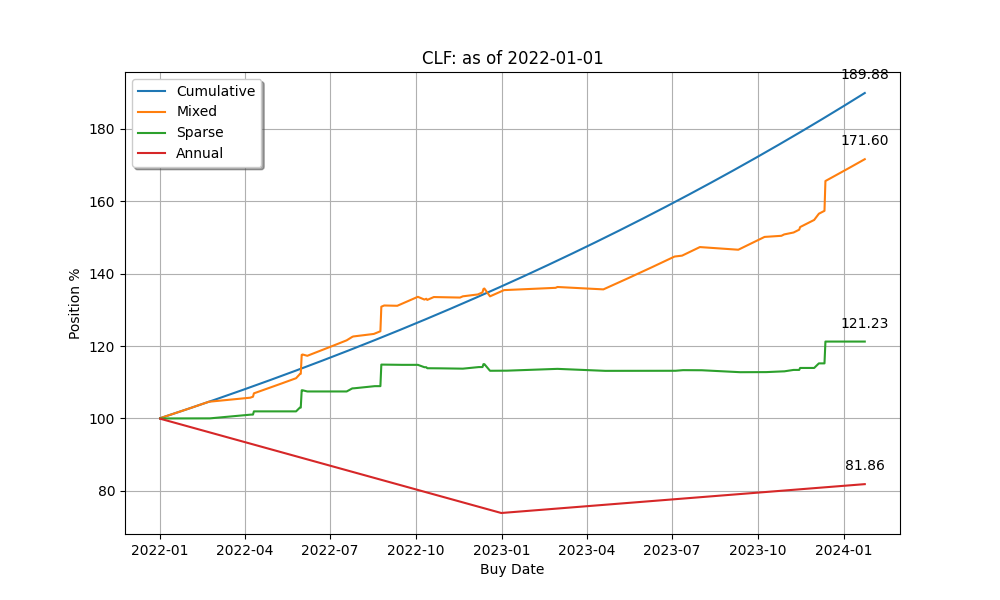 CLF: as of 2022-01-01
189.88
Cumulative
Mixed
Sparse
Annual
171.60
121.23
81.86
180
160
140
120
100
80
Position %
2022-01 2022-04 2022-07 2022-10 2023-01 2023-04 2023-07 2023-10 2024-01
Buy Date